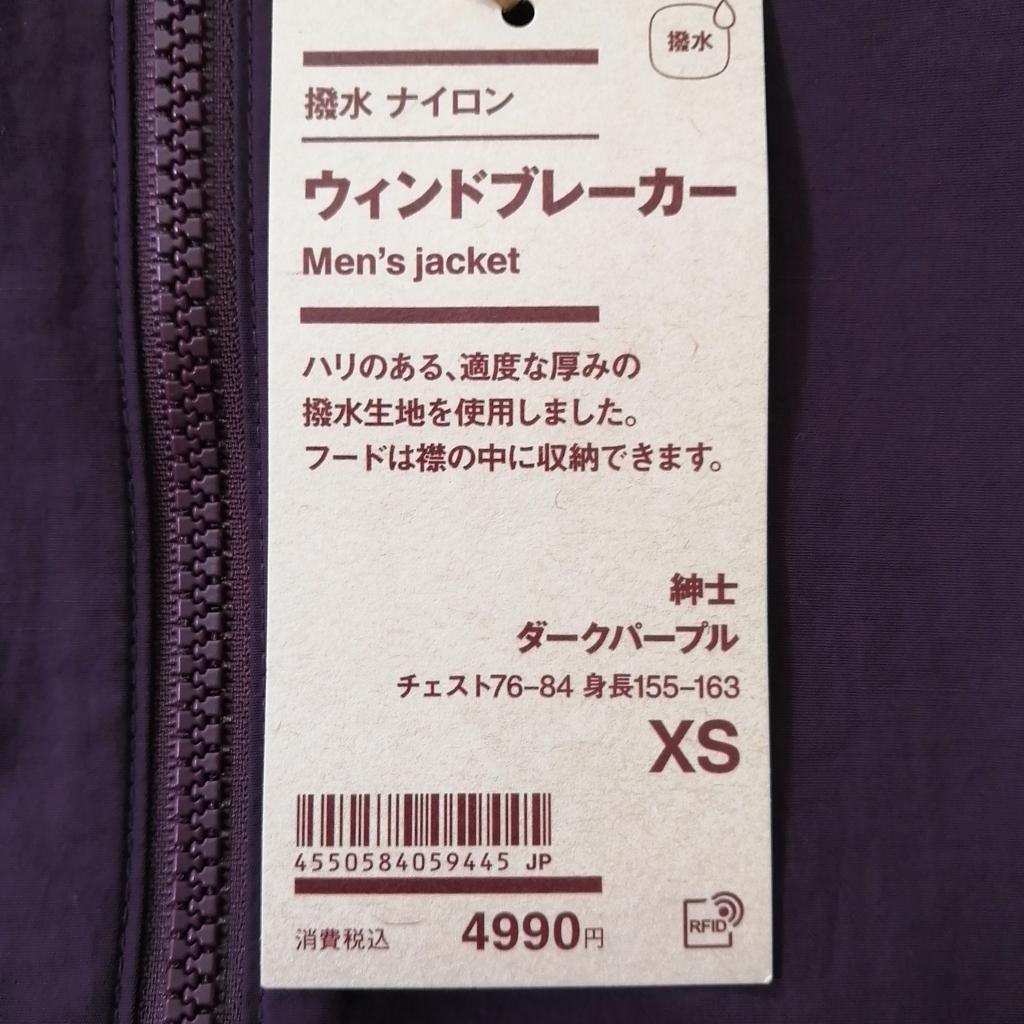 撥水
撥水 ナイロン
ウィンドブレーカー
Men's jacket
ハリのある、適度な厚みの
撥水生地を使用しました。
フードは襟の中に収納できます。
紳士
ダークパープル
チェスト76–84 身長155–163
XS
4550584059445 JP
消費税込 4990円
RFID